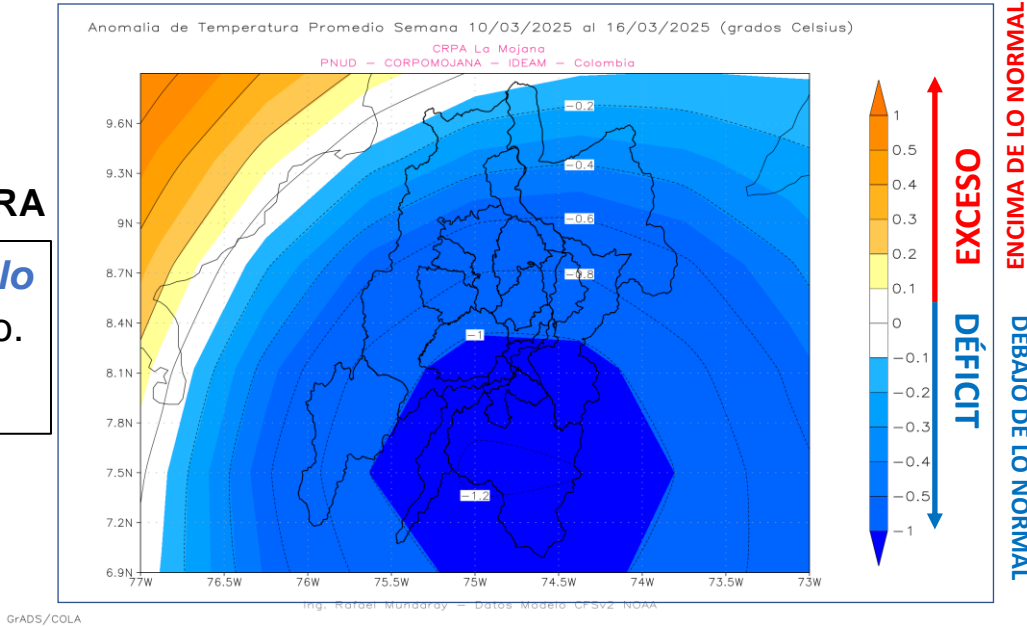 Anomalia de Temperatura Promedio Semana 10/03/2025 al 16/03/2025 (grados Celsius)
CRPA La Mojana
PNUD – CORPOMOJANA – IDEAM – Colombia
RA
lo
o.
9.6N
9.3N
9N
8.7N
8.4N
8.1N
7.8N
7.5N
7.2N
6.9N
77W 76.5W 76W 75.5W 75W 74.5W 74W 73.5W 73W
−0.2
−0.4
−0.6
−0.8
−1
−1.2
1
0.5
0.4
0.3
0.2
0.1
0
−0.1
−0.2
−0.3
−0.4
−0.5
−1
EXCESO
DÉFICIT
ENCIMA DE LO NORMAL
DEBAJO DE LO NORMAL
Ing. Rafael Mundaray – Datos Modelo CFSv2 NOAA
GrADS/COLA